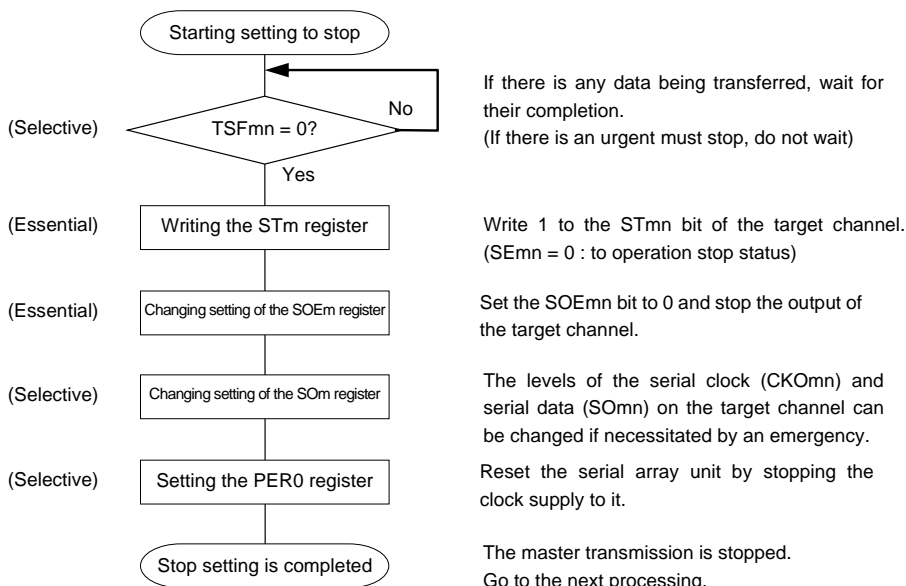 Starting setting to stop
(Selective)
TSFmn = 0?
No
Yes
If there is any data being transferred, wait for
their completion.
(If there is an urgent must stop, do not wait)
(Essential)
Writing the STm register
Write 1 to the STmn bit of the target channel.
(SEmn = 0 : to operation stop status)
(Essential)
Changing setting of the SOEm register
Set the SOEmn bit to 0 and stop the output of
the target channel.
(Selective)
Changing setting of the SOm register
The levels of the serial clock (CKOmn) and
serial data (SOmn) on the target channel can
be changed if necessitated by an emergency.
(Selective)
Setting the PER0 register
Reset the serial array unit by stopping the
clock supply to it.
Stop setting is completed
The master transmission is stopped.
Go to the next processing.